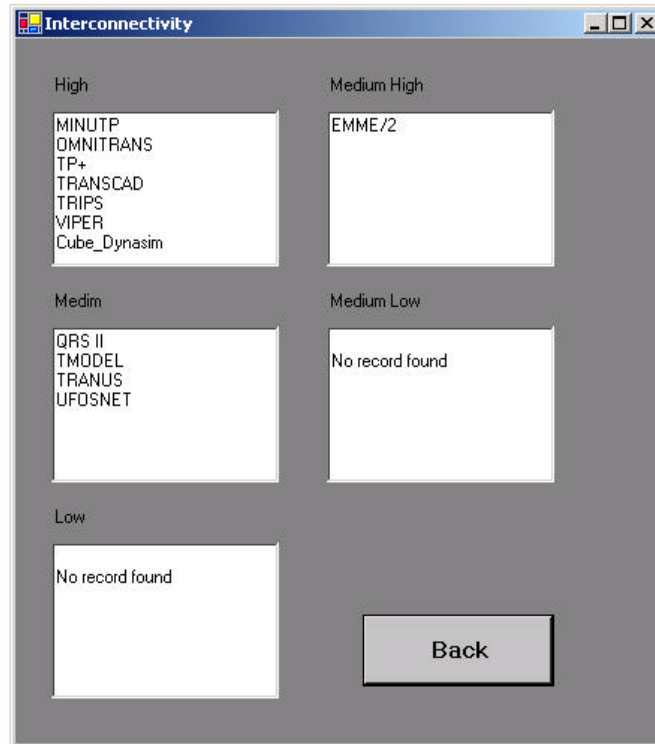 Interconnectivity
High
MINUTP
OMNITRANS
TP+
TRANSCAD
TRIPS
VIPER
Cube_Dynasim
Medium High
EMME/2
Medim
QRS II
TMODEL
TRANUS
UFOSNET
Medium Low
No record found
Low
No record found
Back